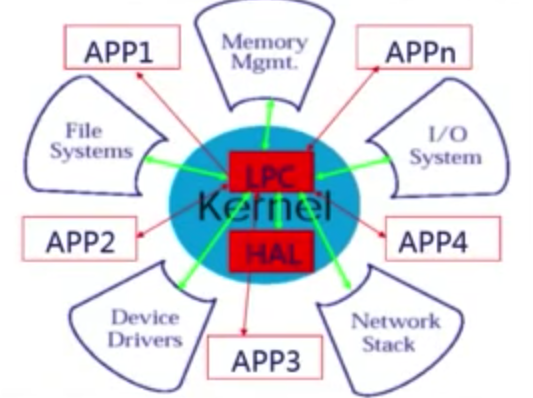 Memory
Mgmt.
APP1
APPn
File
Systems
I/O
System
LPC
Kernel
APP2
HAL
APP4
Device
Drivers
Network
Stack
APP3